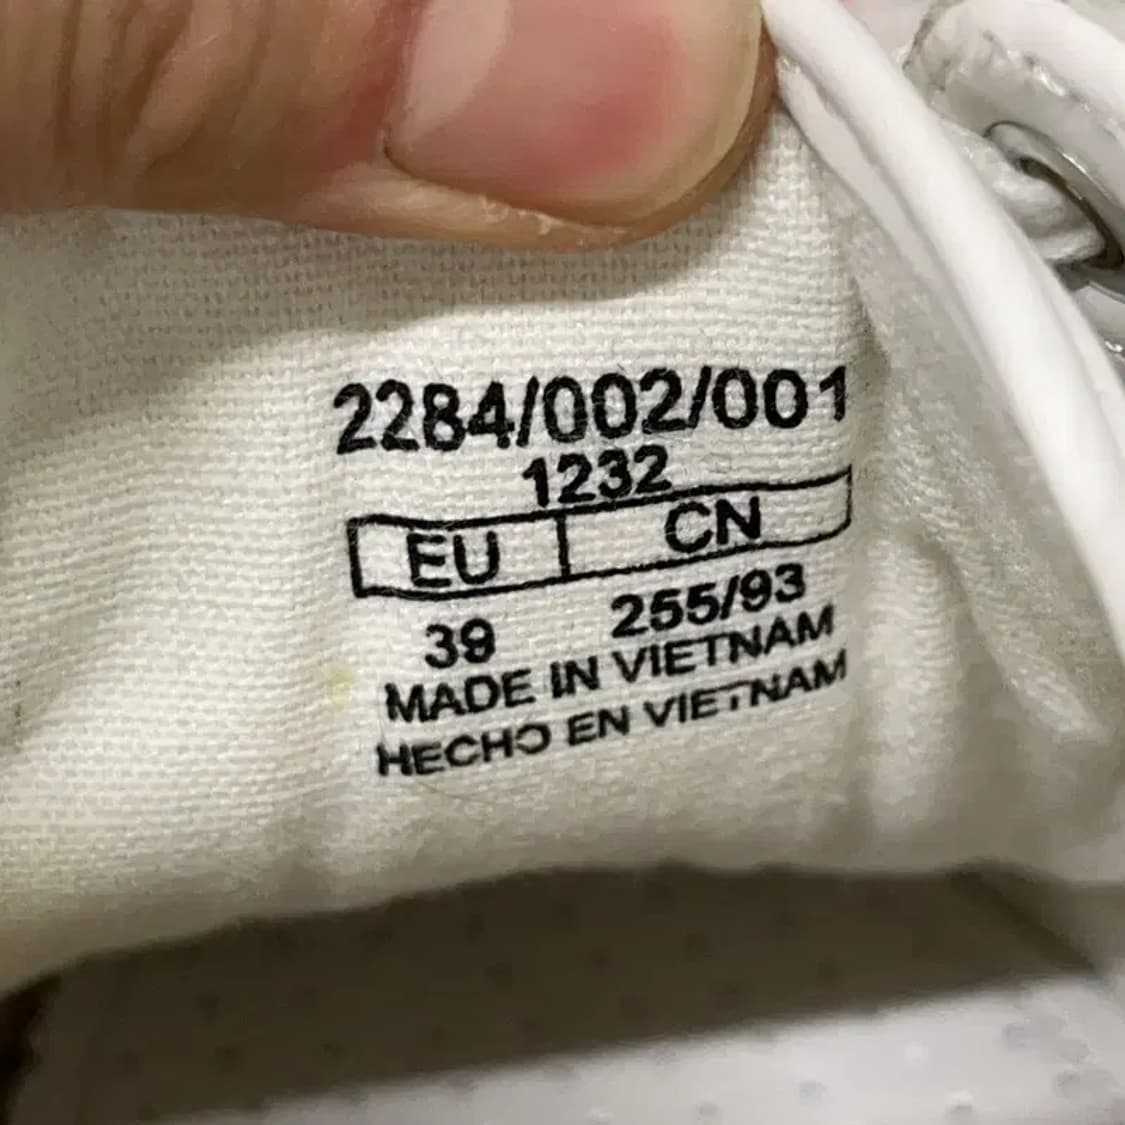 2284/002/001
1232
EU CN
39 255/93
MADE IN VIETNAM
HECHO EN VIETNAM